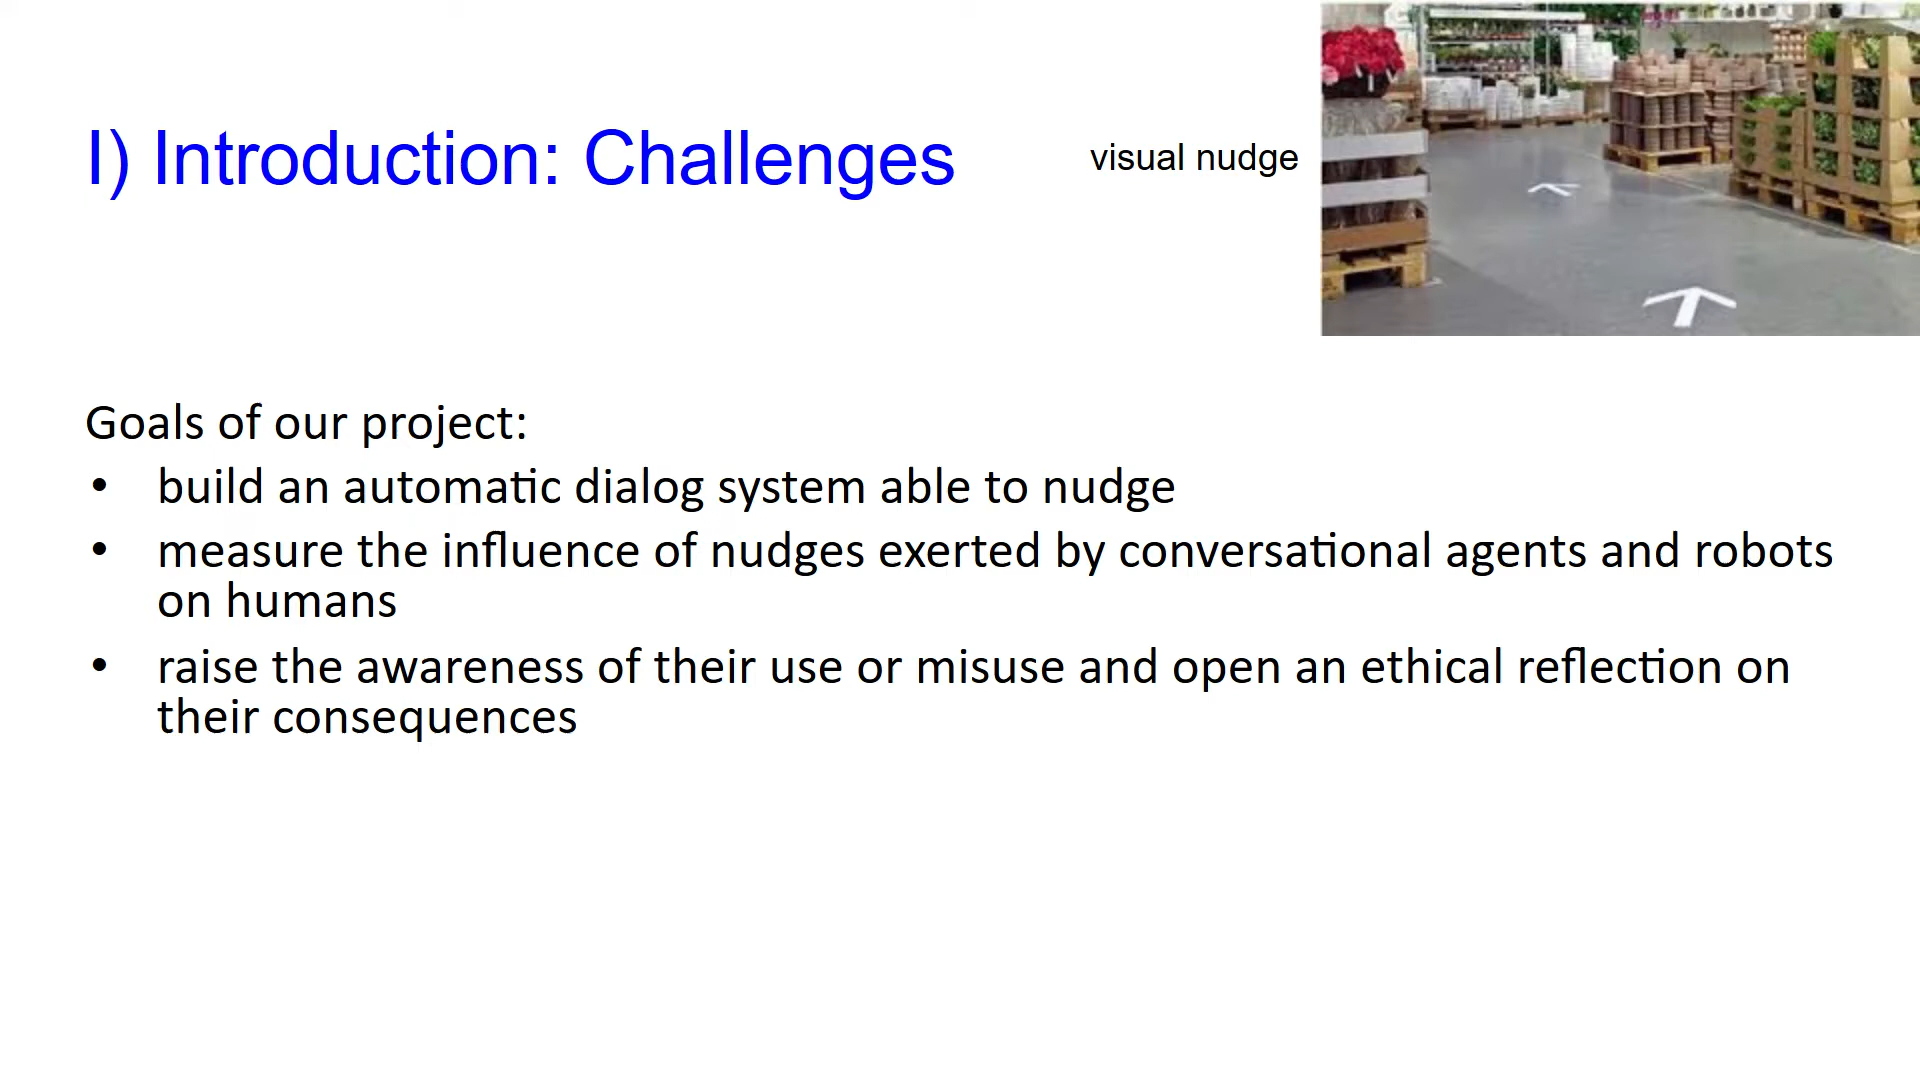 I) Introduction: Challenges
visual nudge
Goals of our project:
• build an automatic dialog system able to nudge
• measure the influence of nudges exerted by conversational agents and robots
on humans
• raise the awareness of their use or misuse and open an ethical reflection on
their consequences